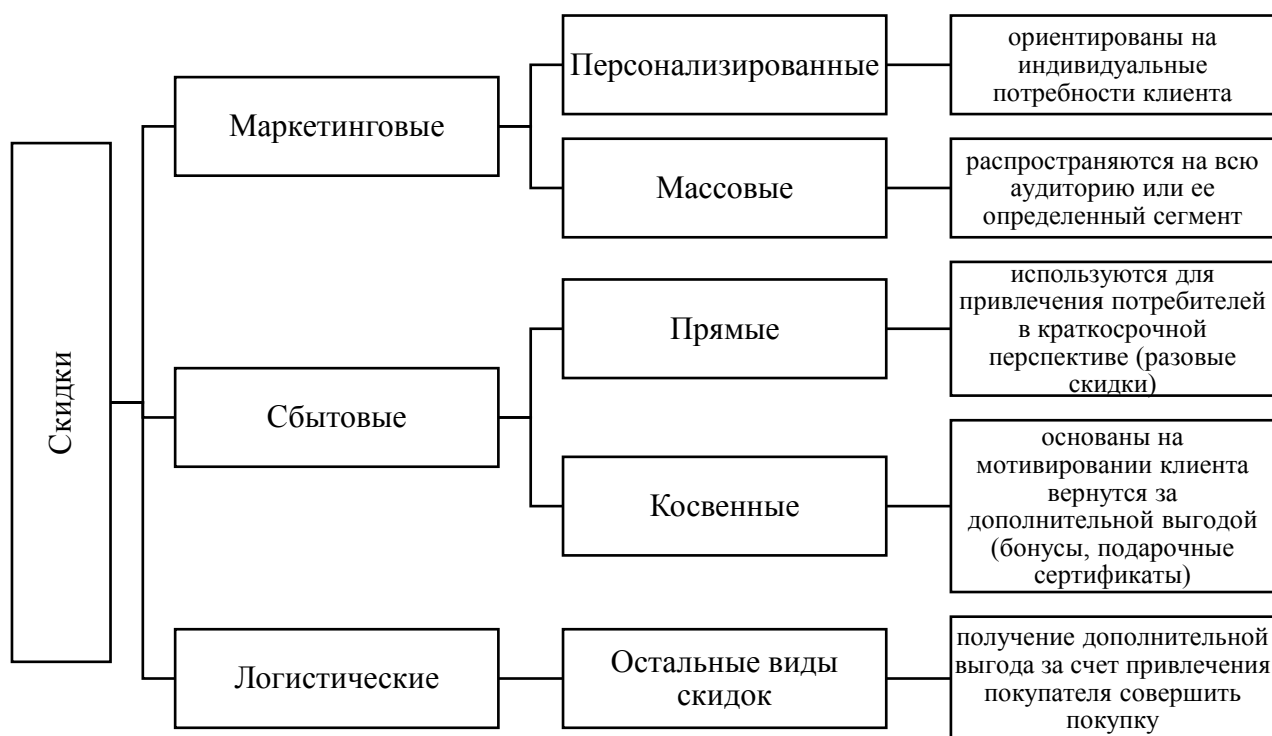 Скидки
Маркетинговые
Персонализированные
ориентированы на
индивидуальные
потребности клиента
Массовые
распространяются на всю
аудиторию или ее
определенный сегмент
Сбытовые
Прямые
используются для
привлечения потребителей
в краткосрочной
перспективе (разовые
скидки)
Косвенные
основаны на
мотивировании клиента
вернутся за
дополнительной выгодой
(бонусы, подарочные
сертификаты)
Логистические
Остальные виды
скидок
получение дополнительной
выгода за счет привлечения
покупателя совершить
покупку